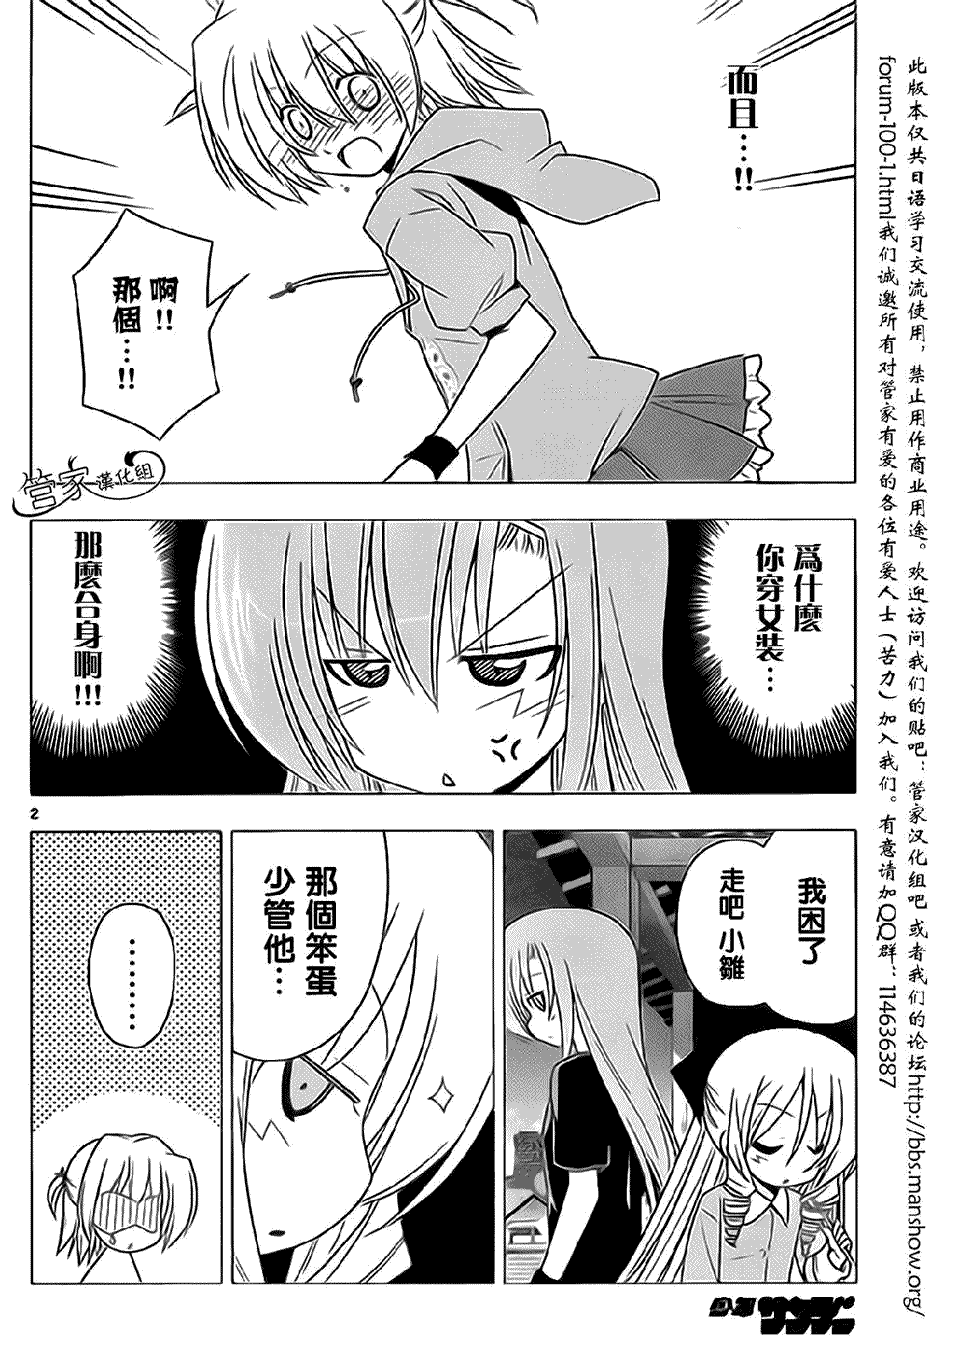 而且…!!
啊!!
那個…!!
管家漢化組
爲什麼
你穿女裝…
那麼合身啊!!!
2
我困了
走吧 小雛
那個笨蛋
少管他…
………
此版本仅共日语学习交流使用，禁止用作商业用途。欢迎访问我们的贴吧：管家汉化组吧 或者我们的论坛http://bbs.manshow.org/
forum-100-1.html我们诚邀所有对管家有爱的各位有爱人士（苦力）加入我们。有意请加QQ群：114636387